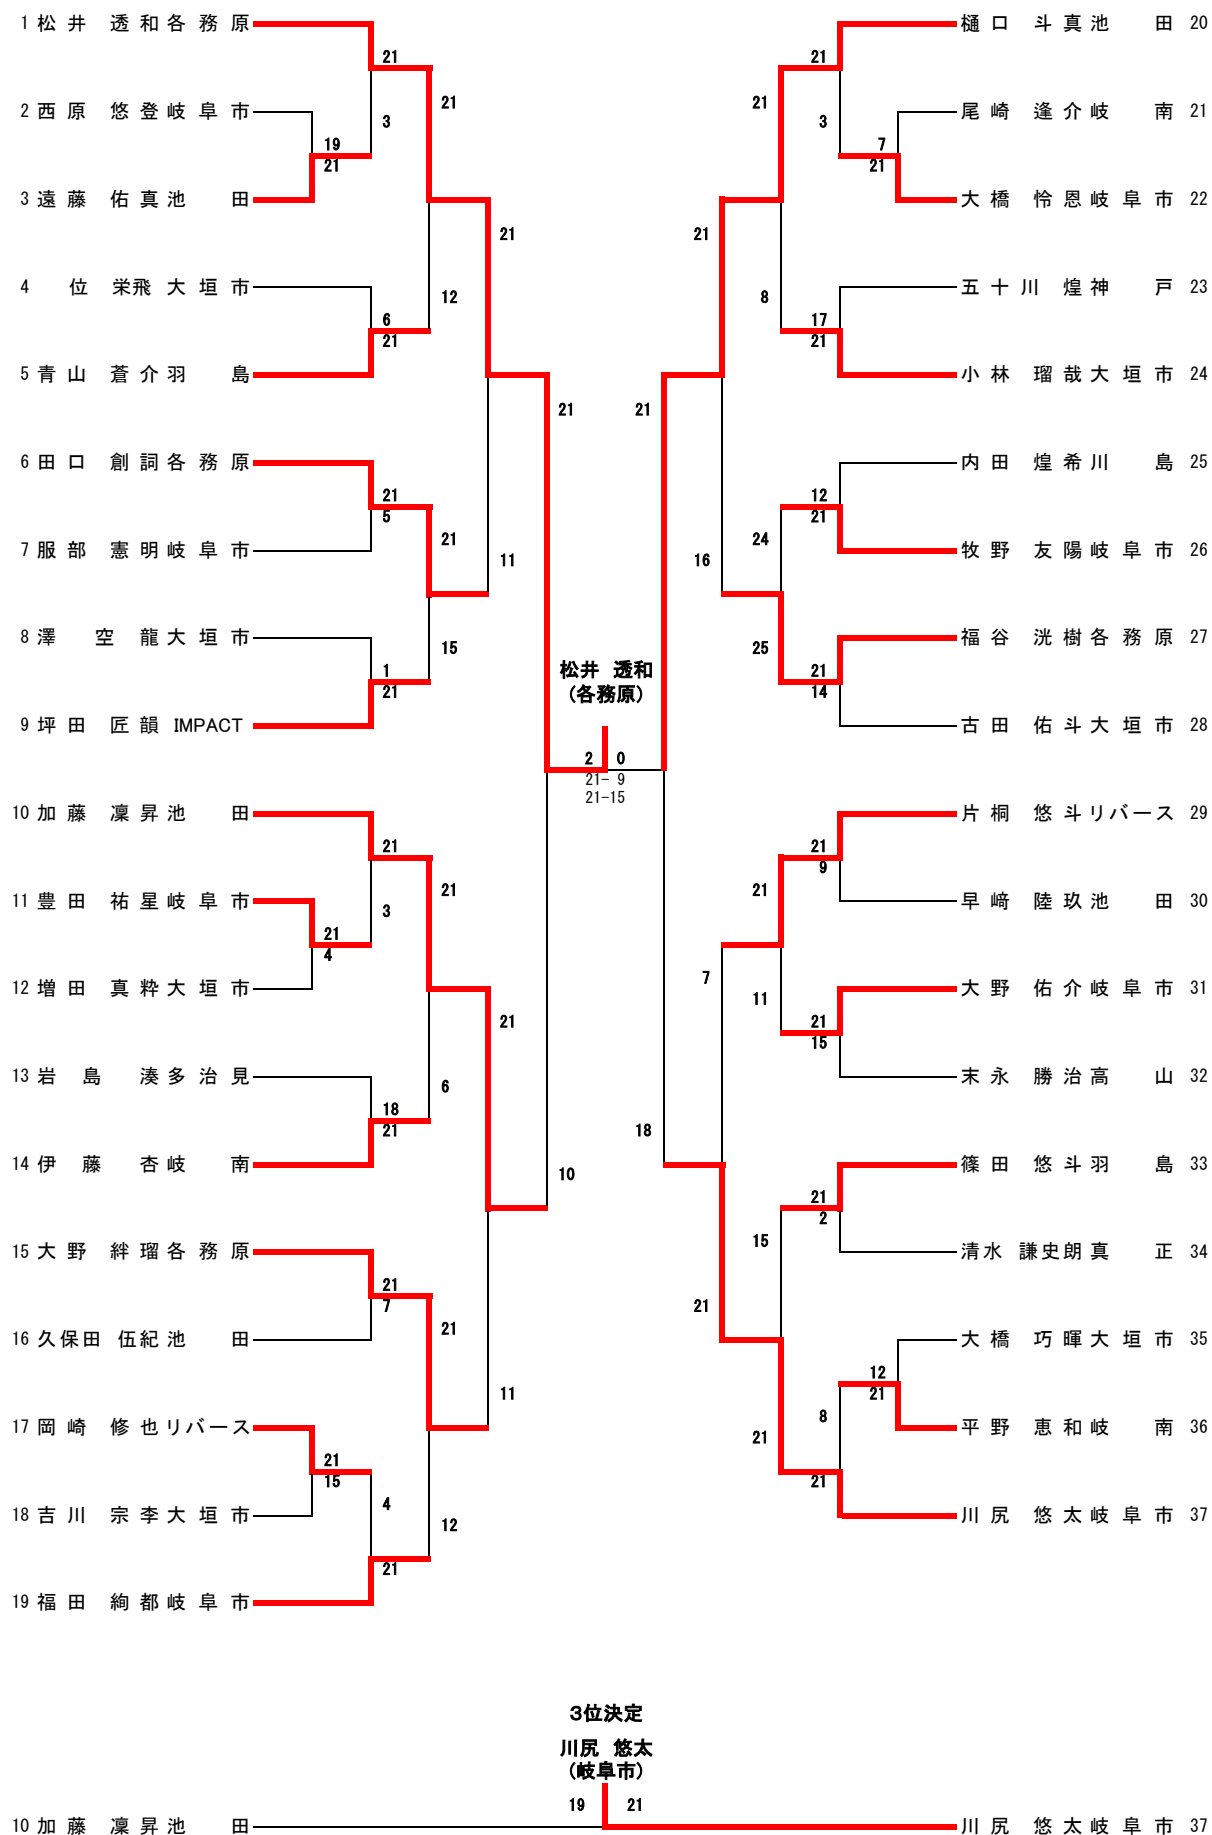 1 松井 透和 各務原
21
3
2 西原 悠登 岐阜市
19
21
3 遠藤 佑真 池田
21
12
4 位 栄飛 大垣市
6
21
5 青山 蒼介 羽島
21
11
6 田口 創詞 各務原
21
5
7 服部 憲明 岐阜市
21
15
8 澤 空龍 大垣市
1
21
9 坪田 匠韻 IMPACT
21
10
10 加藤 凜昇 池田
21
3
11 豊田 祐星 岐阜市
21
4
12 増田 真粋 大垣市
21
6
13 岩島 湊 多治見
18
21
14 伊藤 杏 岐南
21
11
15 大野 絆瑠 各務原
21
7
16 久保田 伍紀 池田
21
12
17 岡崎 修也 リバース
21
15
18 吉川 宗李 大垣市
4
21
19 福田 絢都 岐阜市
松井 透和
(各務原)
2 0
21- 9
21-15
樋口 斗真 池田 20
21
3
尾崎 逢介 岐南 21
7
21
大橋 怜恩 岐阜市 22
21
8
五十川 煌 神戸 23
17
21
小林 瑠哉 大垣市 24
21
16
内田 煌希 川島 25
12
21
牧野 友陽 岐阜市 26
24
25
福谷 洸樹 各務原 27
21
14
古田 佑斗 大垣市 28
21
18
片桐 悠斗 リバース 29
21
9
早﨑 陸玖 池田 30
21
11
大野 佑介 岐阜市 31
21
15
末永 勝治 高山 32
7
21
篠田 悠斗 羽島 33
21
2
清水 謙史朗 真正 34
15
21
大橋 巧暉 大垣市 35
12
21
平野 恵和 岐南 36
8
21
川尻 悠太 岐阜市 37
3位決定
川尻 悠太
(岐阜市)
19 21
10 加藤 凜昇 池田
川尻 悠太 岐阜市 37